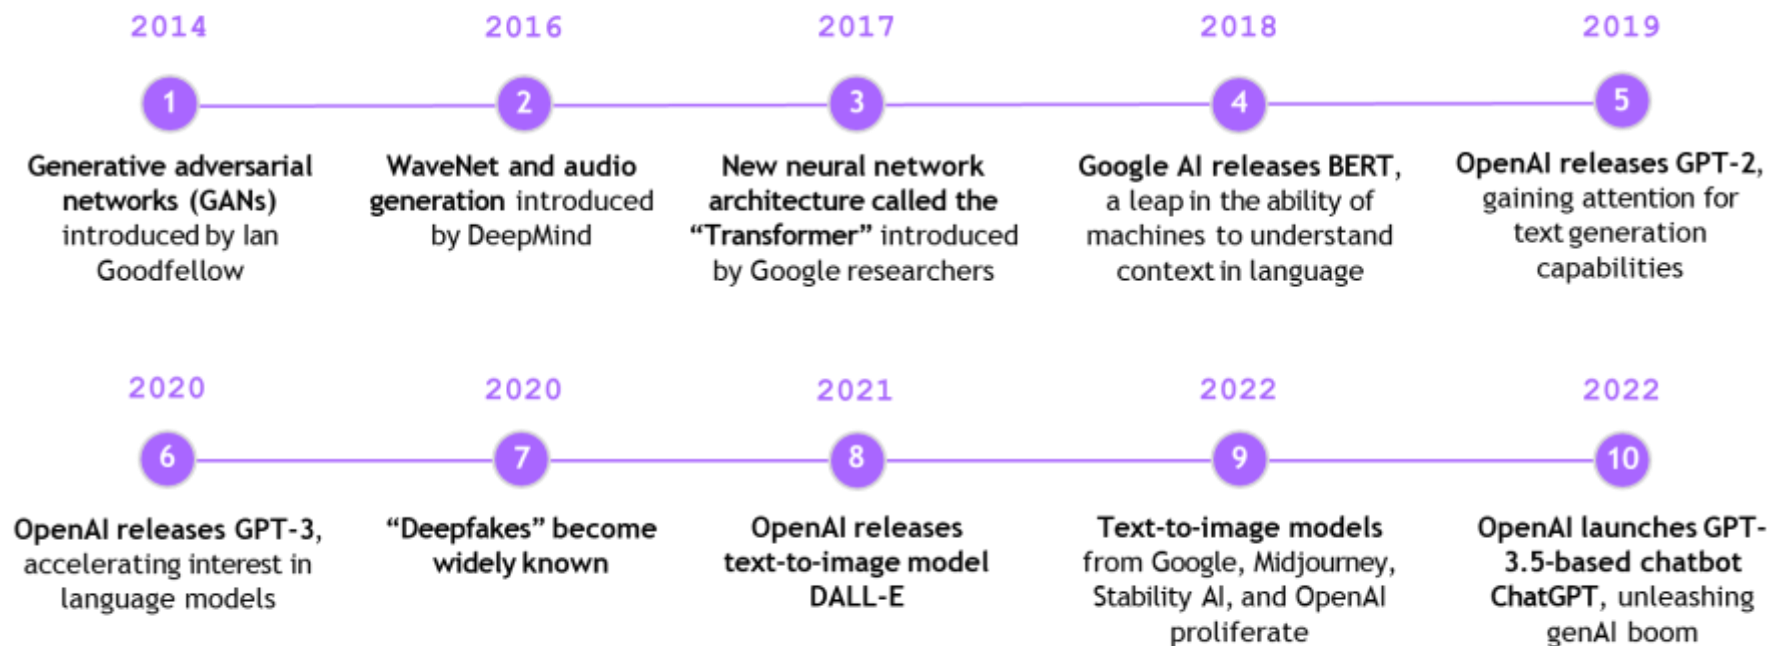 2014
2016
2017
2018
2019
1
2
3
4
5
Generative adversarial
networks (GANs)
introduced by Ian
Goodfellow
WaveNet and audio
generation introduced
by DeepMind
New neural network
architecture called the
“Transformer” introduced
by Google researchers
Google AI releases BERT,
a leap in the ability of
machines to understand
context in language
OpenAI releases GPT-2,
gaining attention for
text generation
capabilities
2020
2020
2021
2022
2022
6
7
8
9
10
OpenAI releases GPT-3,
accelerating interest in
language models
“Deepfakes” become
widely known
OpenAI releases
text-to-image model
DALL-E
Text-to-image models
from Google, Midjourney,
Stability AI, and OpenAI
proliferate
OpenAI launches GPT-
3.5-based chatbot
ChatGPT, unleashing
genAI boom